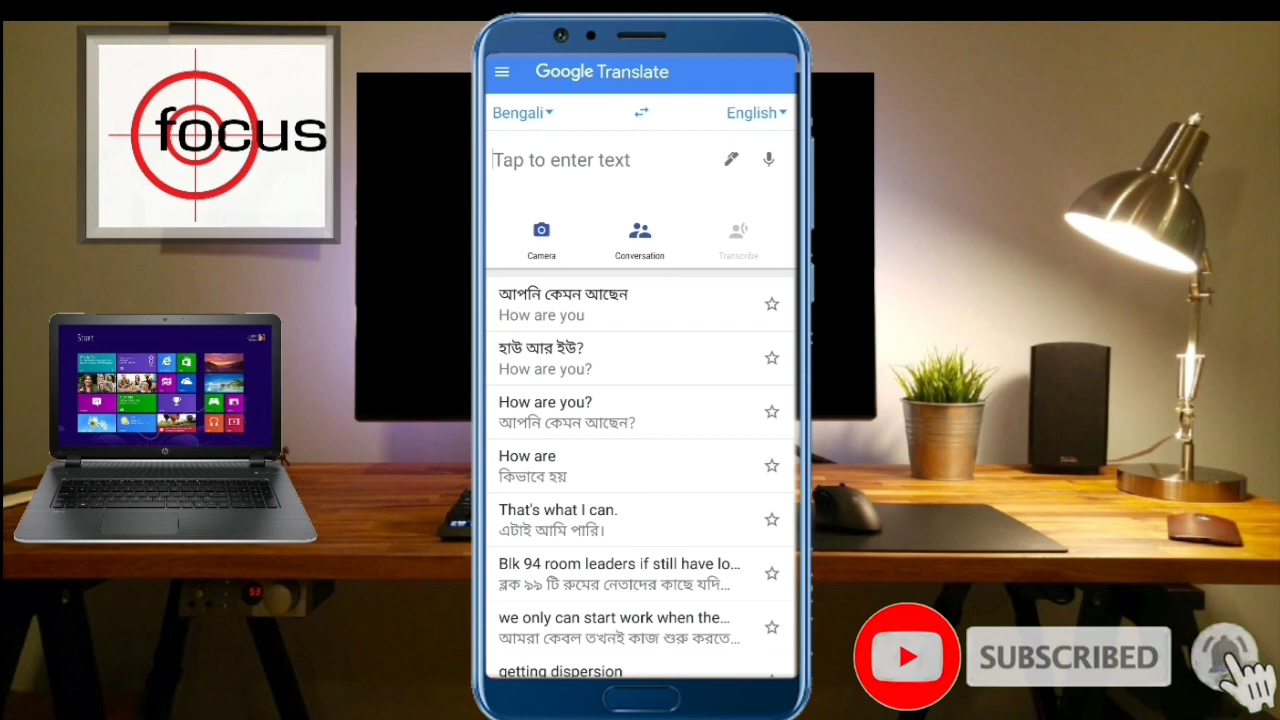 focus
Start
Google Translate
Bengali
English
Tap to enter text
Camera
Conversation
Transcribe
আপনি কেমন আছেন
How are you
হাউ আর ইউ?
How are you?
How are you?
আপনি কেমন আছেন?
How are
কিভাবে হয়
That's what I can.
এটাই আমি পারি।
Blk 94 room leaders if still have lo...
ব্লক ৯৯ টি রুমের নেতাদের কাছে যদি...
we only can start work when the...
আমরা কেবল তখনই কাজ শুরু করতে...
getting dispersion
SUBSCRIBED